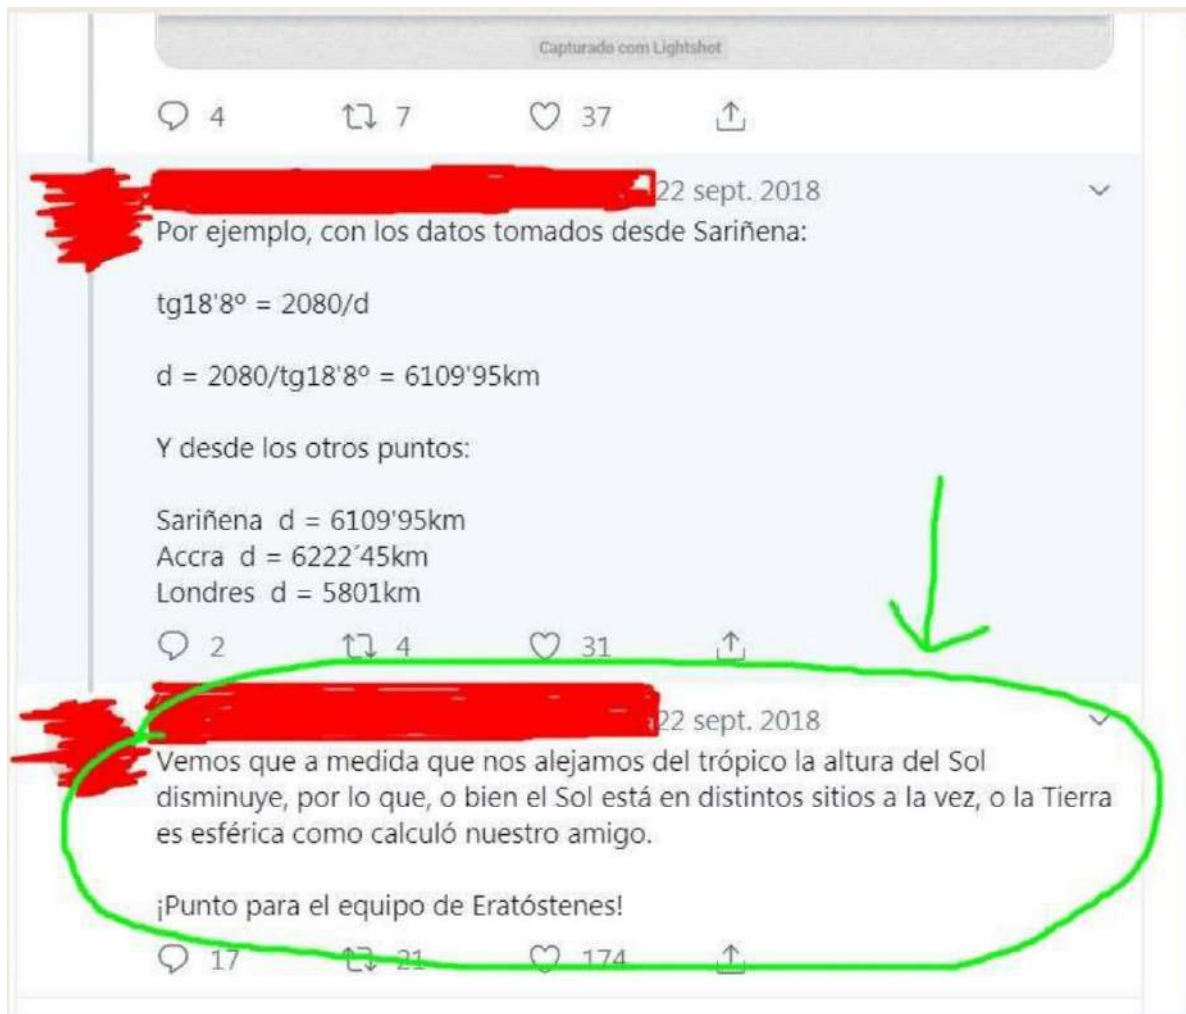 Capturado com Lightshot
4 7 37
22 sept. 2018
Por ejemplo, con los datos tomados desde Sariñena:
tg18'8º = 2080/d
d = 2080/tg18'8º = 6109'95km
Y desde los otros puntos:
Sariñena d = 6109'95km
Accra d = 6222´45km
Londres d = 5801km
2 4 31
22 sept. 2018
Vemos que a medida que nos alejamos del trópico la altura del Sol
disminuye, por lo que, o bien el Sol está en distintos sitios a la vez, o la Tierra
es esférica como calculó nuestro amigo.
¡Punto para el equipo de Eratóstenes!
17 21 174